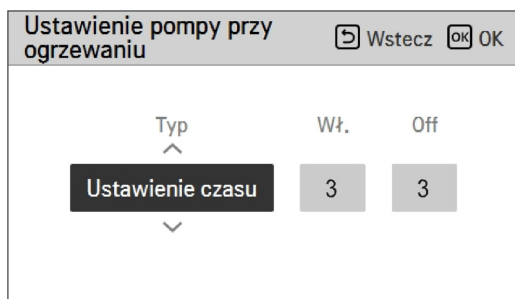 Ustawienie pompy przy
ogrzewaniu
Wstecz OK OK
Typ Wł. Off
Ustawienie czasu 3 3